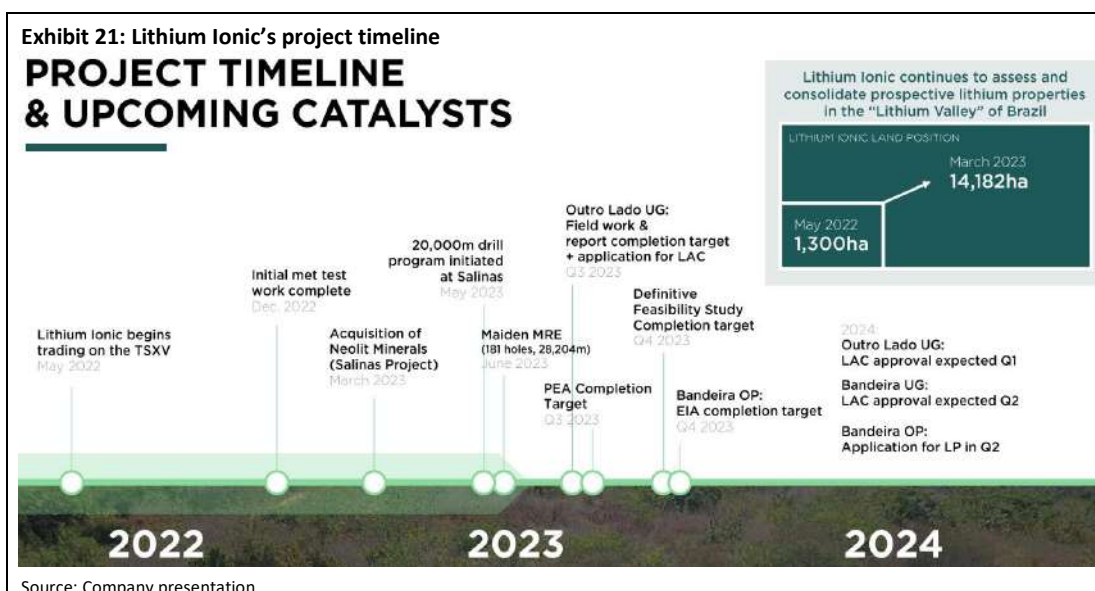 Exhibit 21: Lithium Ionic's project timeline
PROJECT TIMELINE
& UPCOMING CATALYSTS
Lithium Ionic continues to assess and
consolidate prospective lithium properties
in the "Lithium Valley" of Brazil
LITHIUM IONIC LAND POSITION
March 2023
14,182ha
May 2022
1,300ha
Lithium Ionic begins
trading on the TSXV
May 2022
Initial met test
work complete
Dec. 2022
Acquisition of
Neolit Minerals
(Salinas Project)
March 2023
20,000m drill
program initiated
at Salinas
May 2023
Maiden MRE
(181 holes, 28,204m)
June 2023
Outro Lado UG:
Field work &
report completion target
+ application for LAC
Q3 2023
PEA Completion
Target
Q3 2023
Definitive
Feasibility Study
Completion target
Q4 2023
Bandeira OP:
EIA completion target
Q4 2023
2024:
Outro Lado UG:
LAC approval expected Q1
Bandeira UG:
LAC approval expected Q2
Bandeira OP:
Application for LP in Q2
2022
2023
2024
Source: Company presentation